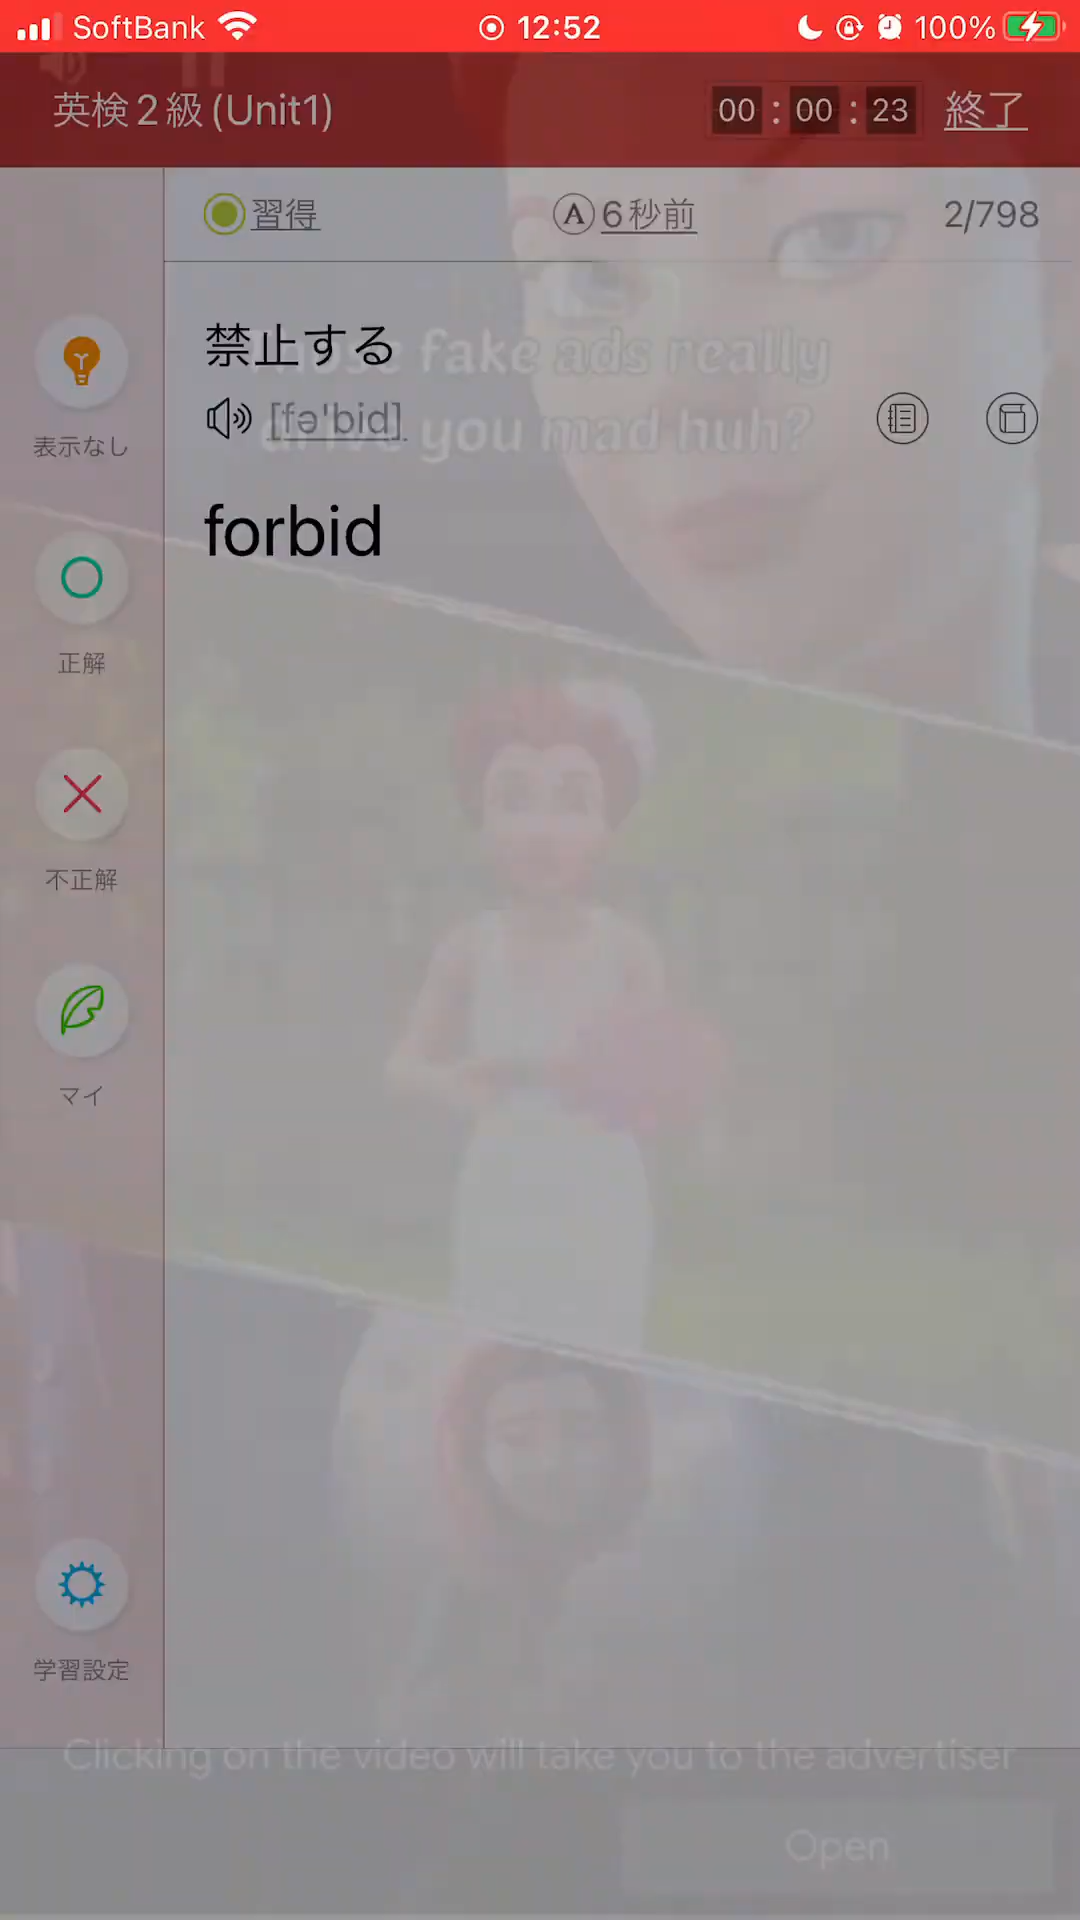 SoftBank 12:52 100%
英検2級(Unit1) 00:00:23 終了
習得 A 6秒前 2/798
禁止する
fake ads really
[fə'bid]
you mad huh?
forbid
表示なし
正解
不正解
マイ
学習設定
Clicking on the video will take you to the advertiser
Open